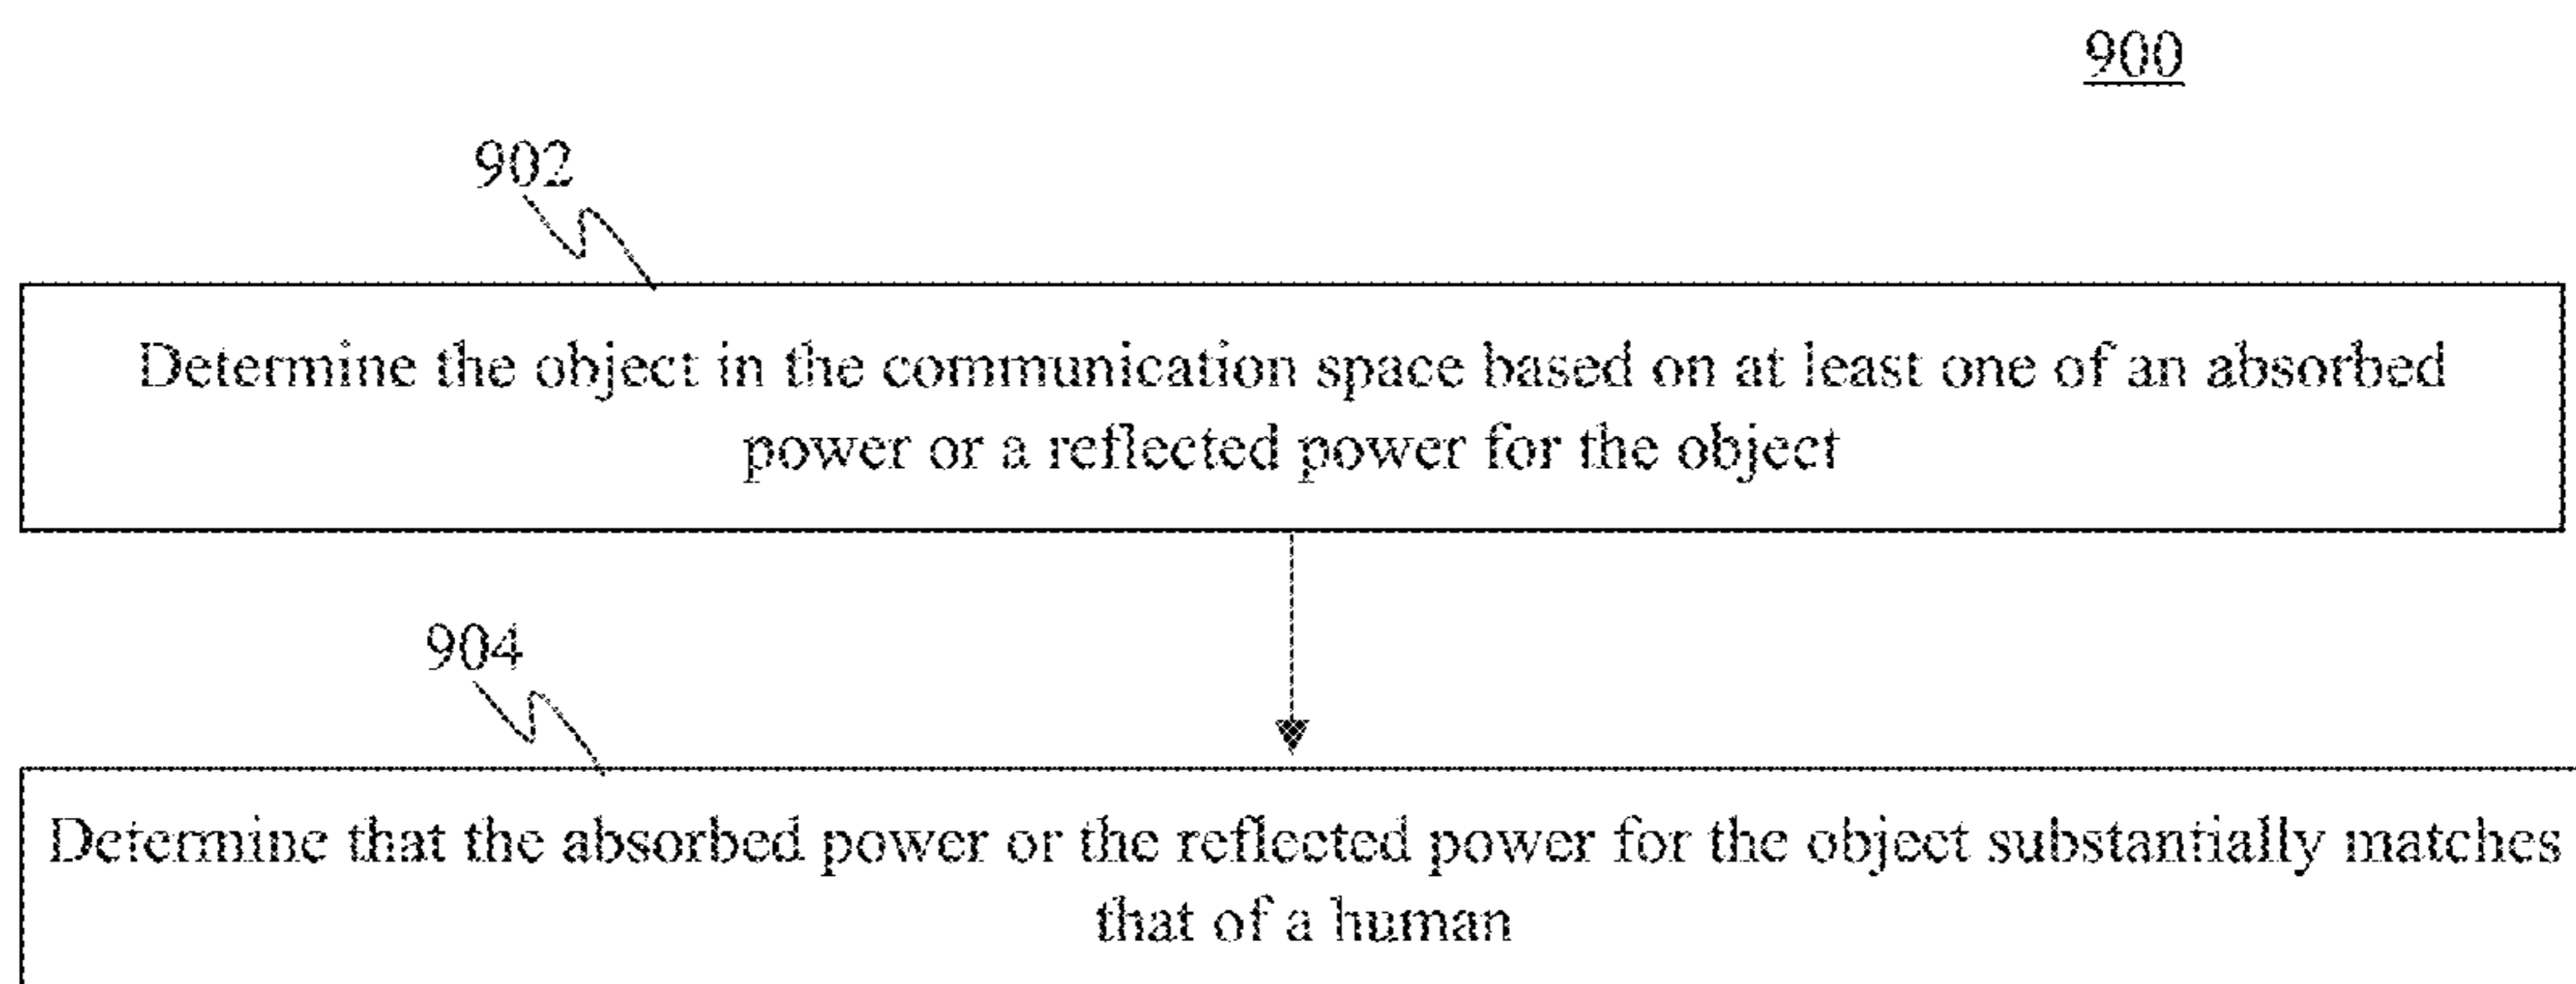 900
902
Determine the object in the communication space based on at least one of an absorbed
power or a reflected power for the object
904
Determine that the absorbed power or the reflected power for the object substantially matches
that of a human